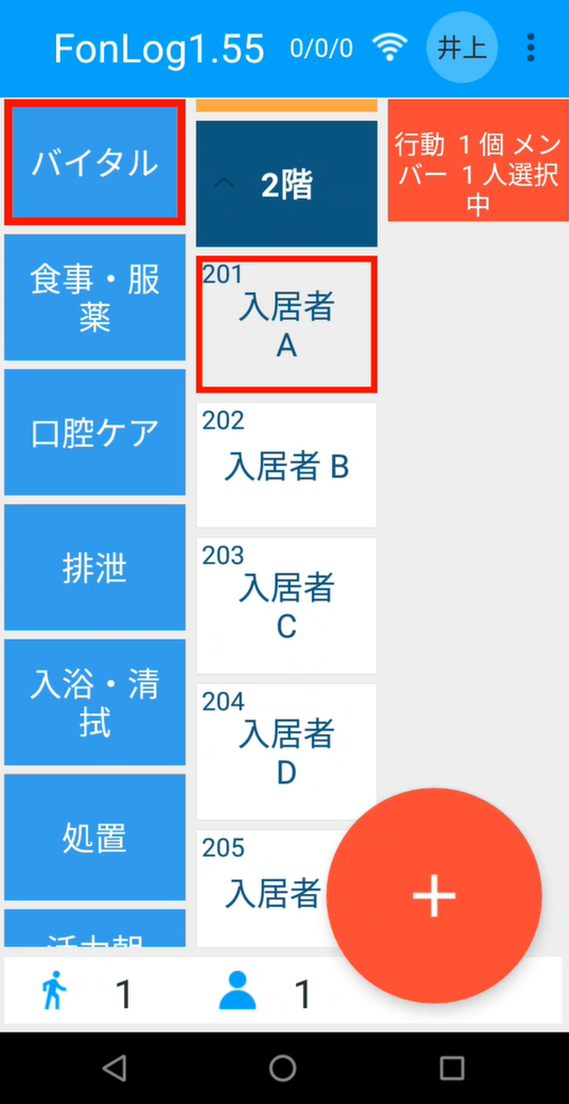 FonLog1.55 0/0/0 井上
バイタル
食事・服
薬
口腔ケア
排泄
入浴・清
拭
処置
2階
201
入居者
A
202
入居者 B
203
入居者
C
204
入居者
D
205
入居者
行動 1 個 メン
バー 1 人選択
中
+
1 1